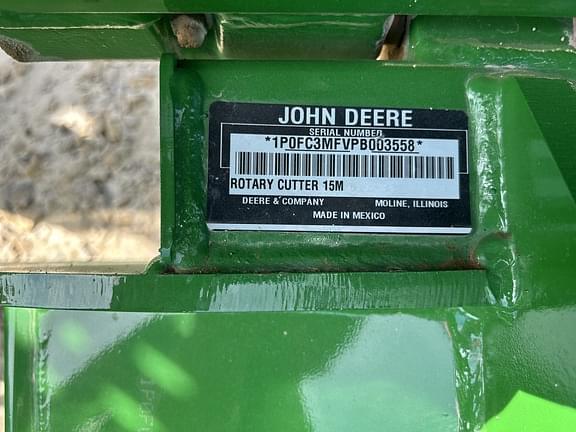 JOHN DEERE
SERIAL NUMBER
*1P0FC3MFVPB003558*
ROTARY CUTTER 15M
DEERE & COMPANY MOLINE, ILLINOIS
MADE IN MEXICO